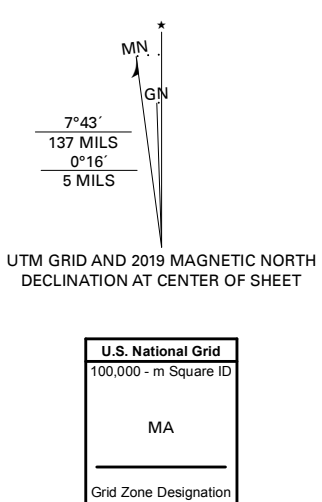 ★
MN
GN
7°43´
137 MILS
0°16´
5 MILS
UTM GRID AND 2019 MAGNETIC NORTH
DECLINATION AT CENTER OF SHEET
U.S. National Grid
100,000 - m Square ID
MA
Grid Zone Designation